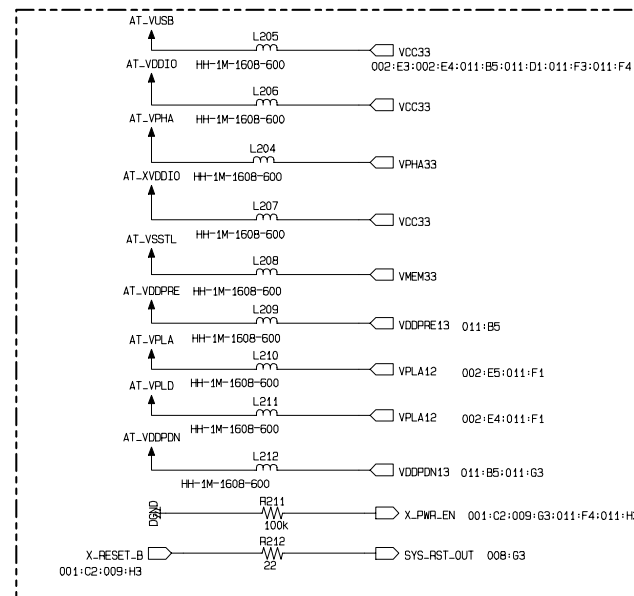 AT_VUSB
L205
HH-1M-1608-600
VCC33
002:E3:002:E4:011:B5:011:D1:011:F3:011:F4
AT_VDDIO
L206
HH-1M-1608-600
VCC33
AT_VPHA
L204
HH-1M-1608-600
VPHA33
AT_XVDDIO
L207
HH-1M-1608-600
VCC33
AT_VSSTL
L208
HH-1M-1608-600
VMEM33
AT_VDDPRE
L209
HH-1M-1608-600
VDDPRE13 011:B5
AT_VPLA
L210
HH-1M-1608-600
VPLA12 002:E5:011:F1
AT_VPLD
L211
HH-1M-1608-600
VPLA12 002:E4:011:F1
AT_VDDPDN
L212
HH-1M-1608-600
VDDPDN13 011:B5:011:G3
DGND
R211
100k
X_PWR_EN 001:C2:009:G3:011:F4:011:H
X_RESET_B
001:C2:009:H3
R212
22
SYS_RST_OUT 008:G3